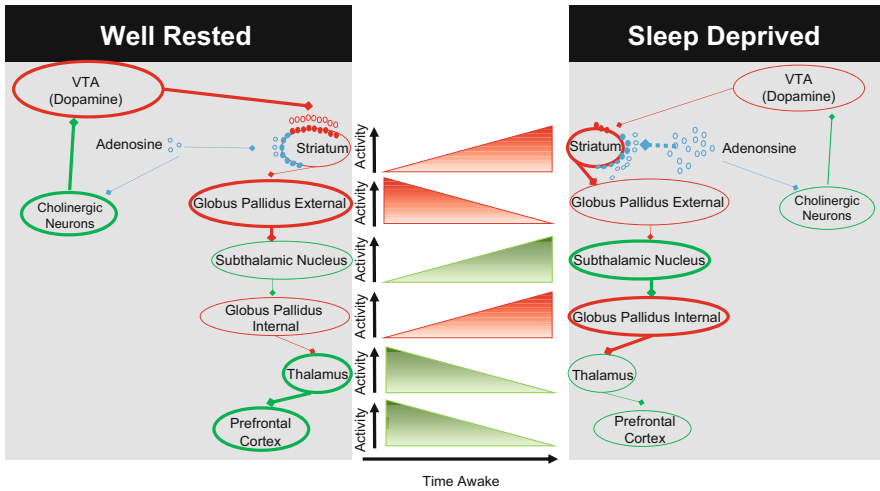 Well Rested
VTA
(Dopamine)
Adenosine
Striatum
Cholinergic
Neurons
Globus Pallidus External
Subthalamic Nucleus
Globus Pallidus
Internal
Thalamus
Prefrontal
Cortex
Activity
Activity
Activity
Activity
Activity
Activity
Time Awake
Sleep Deprived
VTA
(Dopamine)
Striatum
Adenonsine
Globus Pallidus External
Cholinergic
Neurons
Subthalamic Nucleus
Globus Pallidus Internal
Thalamus
Prefrontal
Cortex